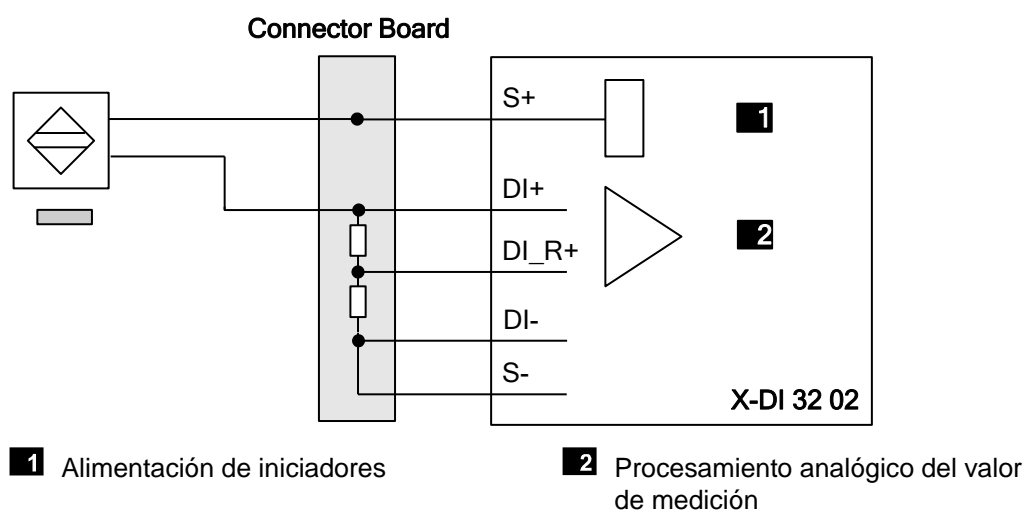 Connector Board
S+
1
DI+
2
DI_R+
DI-
S-
X-DI 32 02
1 Alimentación de iniciadores
2 Procesamiento analógico del valor
de medición